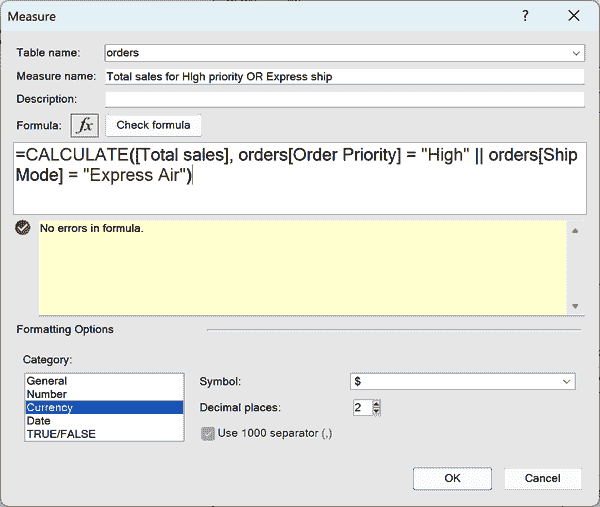 Measure ? ×
Table name: orders
Measure name: Total sales for High priority OR Express ship
Description:
Formula: fx Check formula
=CALCULATE([Total sales], orders[Order Priority] = "High" || orders[Ship
Mode] = "Express Air")
No errors in formula.
Formatting Options
Category:
General
Number
Currency
Date
TRUE/FALSE
Symbol: $
Decimal places: 2
Use 1000 separator (,)
OK Cancel